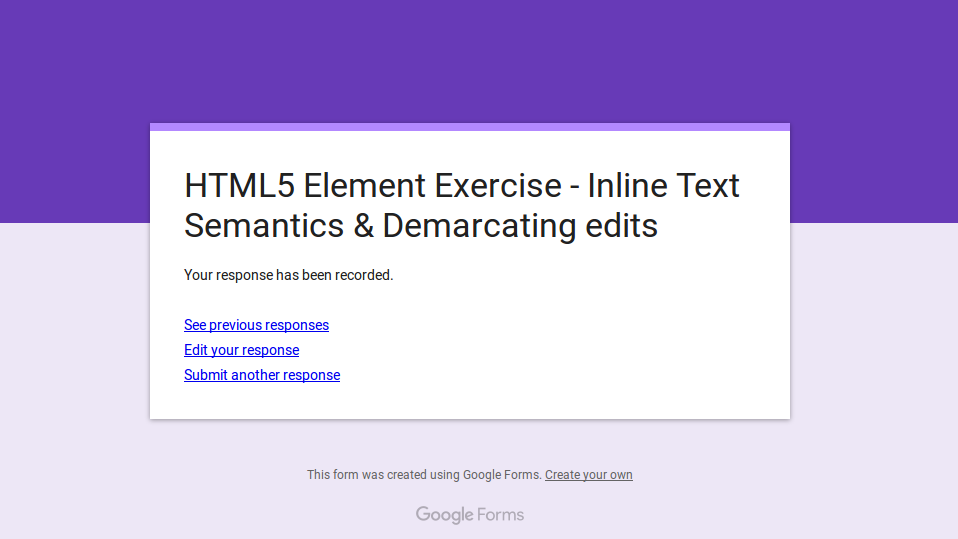 HTML5 Element Exercise - Inline Text
Semantics & Demarcating edits
Your response has been recorded.
See previous responses
Edit your response
Submit another response
This form was created using Google Forms. Create your own
Google Forms